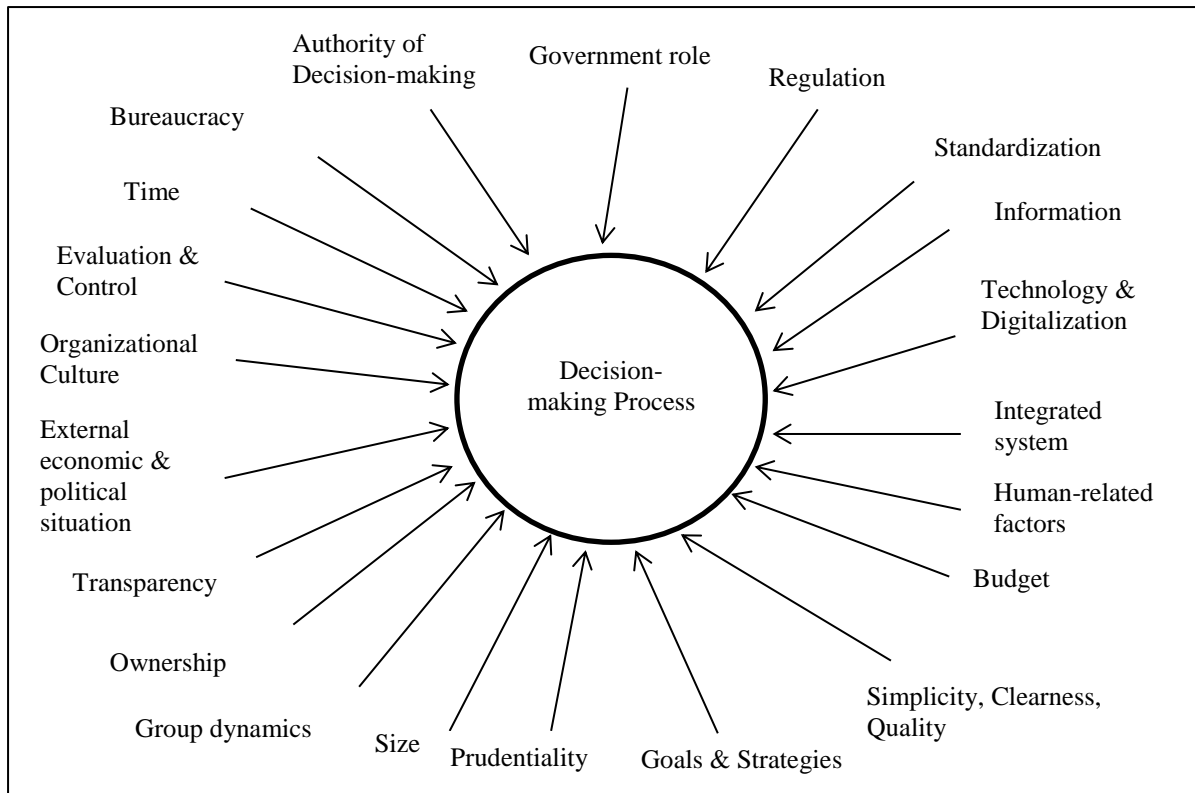 Authority of
Decision-making
Government role
Regulation
Bureaucracy
Standardization
Time
Information
Evaluation &
Control
Technology &
Digitalization
Organizational
Culture
Decision-
making Process
Integrated
system
External
economic &
political
situation
Human-related
factors
Transparency
Budget
Ownership
Simplicity, Clearness,
Quality
Group dynamics
Size
Prudentiality
Goals & Strategies